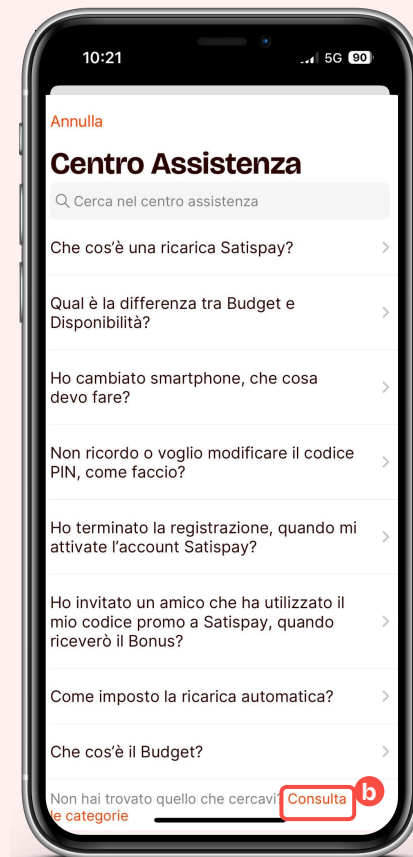 10:21
5G 90
Annulla
Centro Assistenza
Cerca nel centro assistenza
Che cos'è una ricarica Satispay?
Qual è la differenza tra Budget e
Disponibilità?
Ho cambiato smartphone, che cosa
devo fare?
Non ricordo o voglio modificare il codice
PIN, come faccio?
Ho terminato la registrazione, quando mi
attivate l'account Satispay?
Ho invitato un amico che ha utilizzato il
mio codice promo a Satispay, quando
riceverò il Bonus?
Come imposto la ricarica automatica?
Che cos'è il Budget?
Non hai trovato quello che cercavi? Consulta
le categorie
b